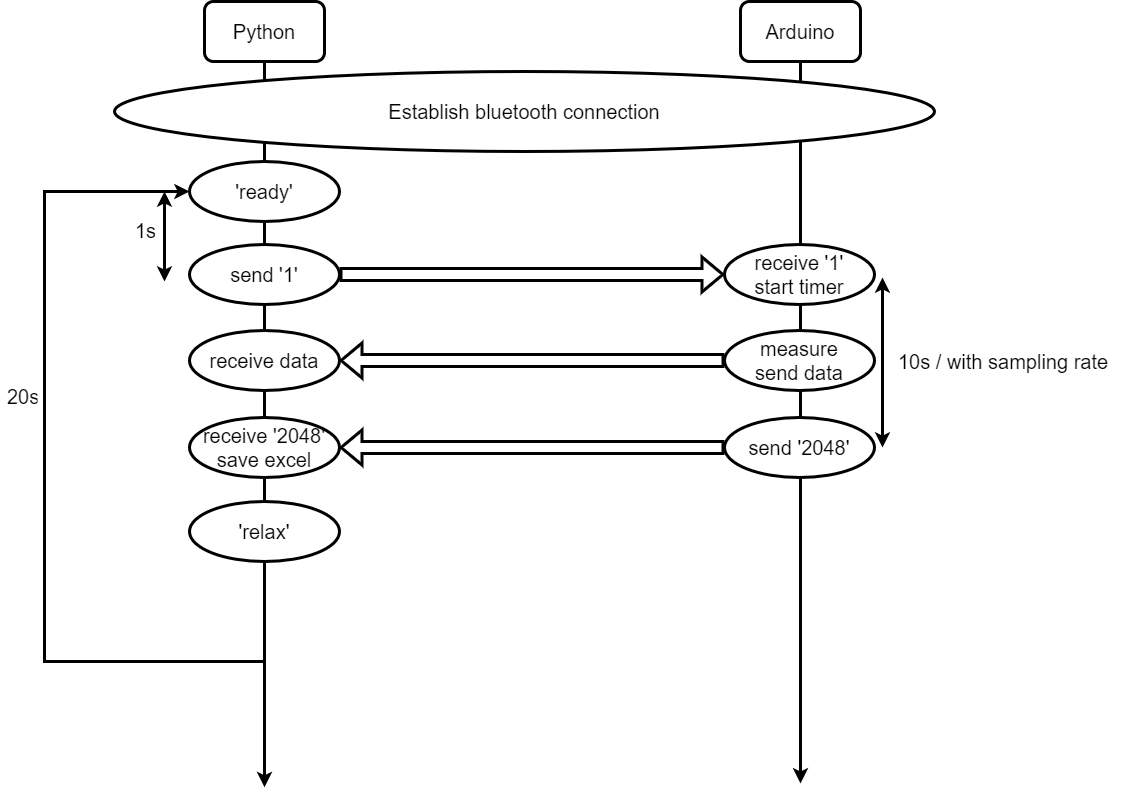 Python
Arduino
Establish bluetooth connection
'ready'
1s
send '1'
receive '1'
start timer
receive data
measure
send data
10s / with sampling rate
20s
receive '2048'
save excel
send '2048'
'relax'